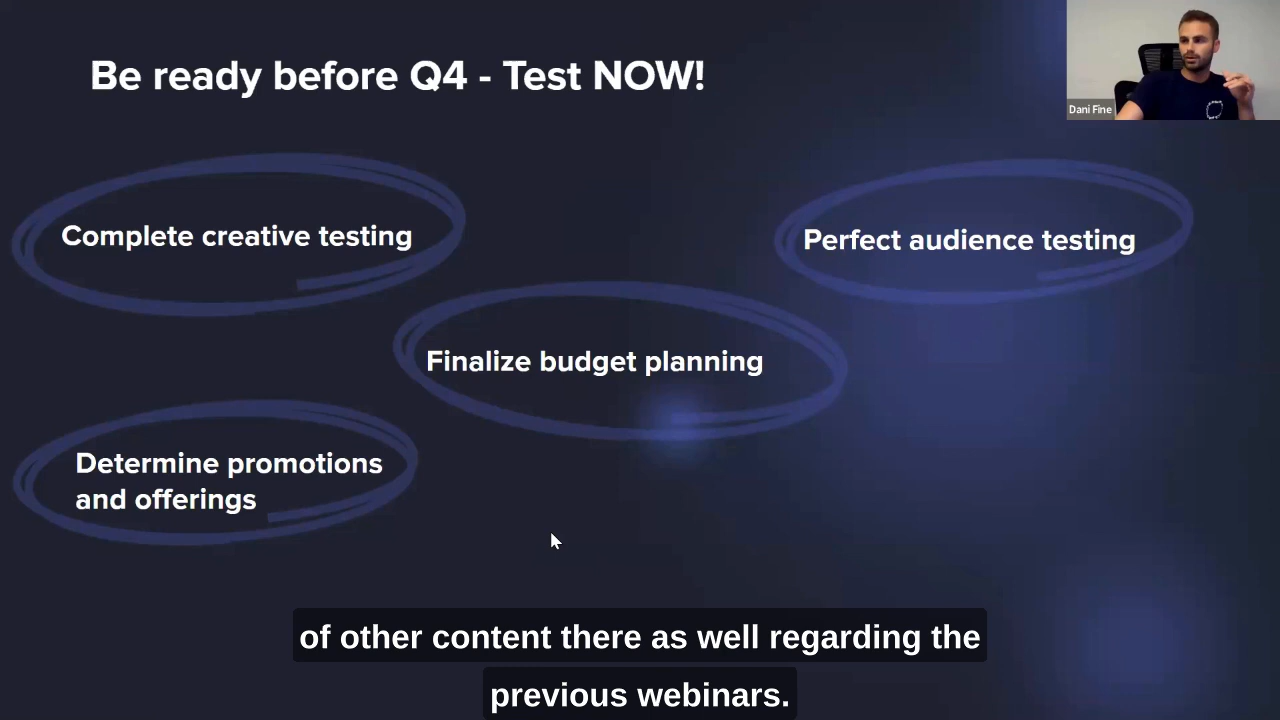 Be ready before Q4 - Test NOW!
Dani Fine
Complete creative testing
Perfect audience testing
Finalize budget planning
Determine promotions
and offerings
of other content there as well regarding the
previous webinars.